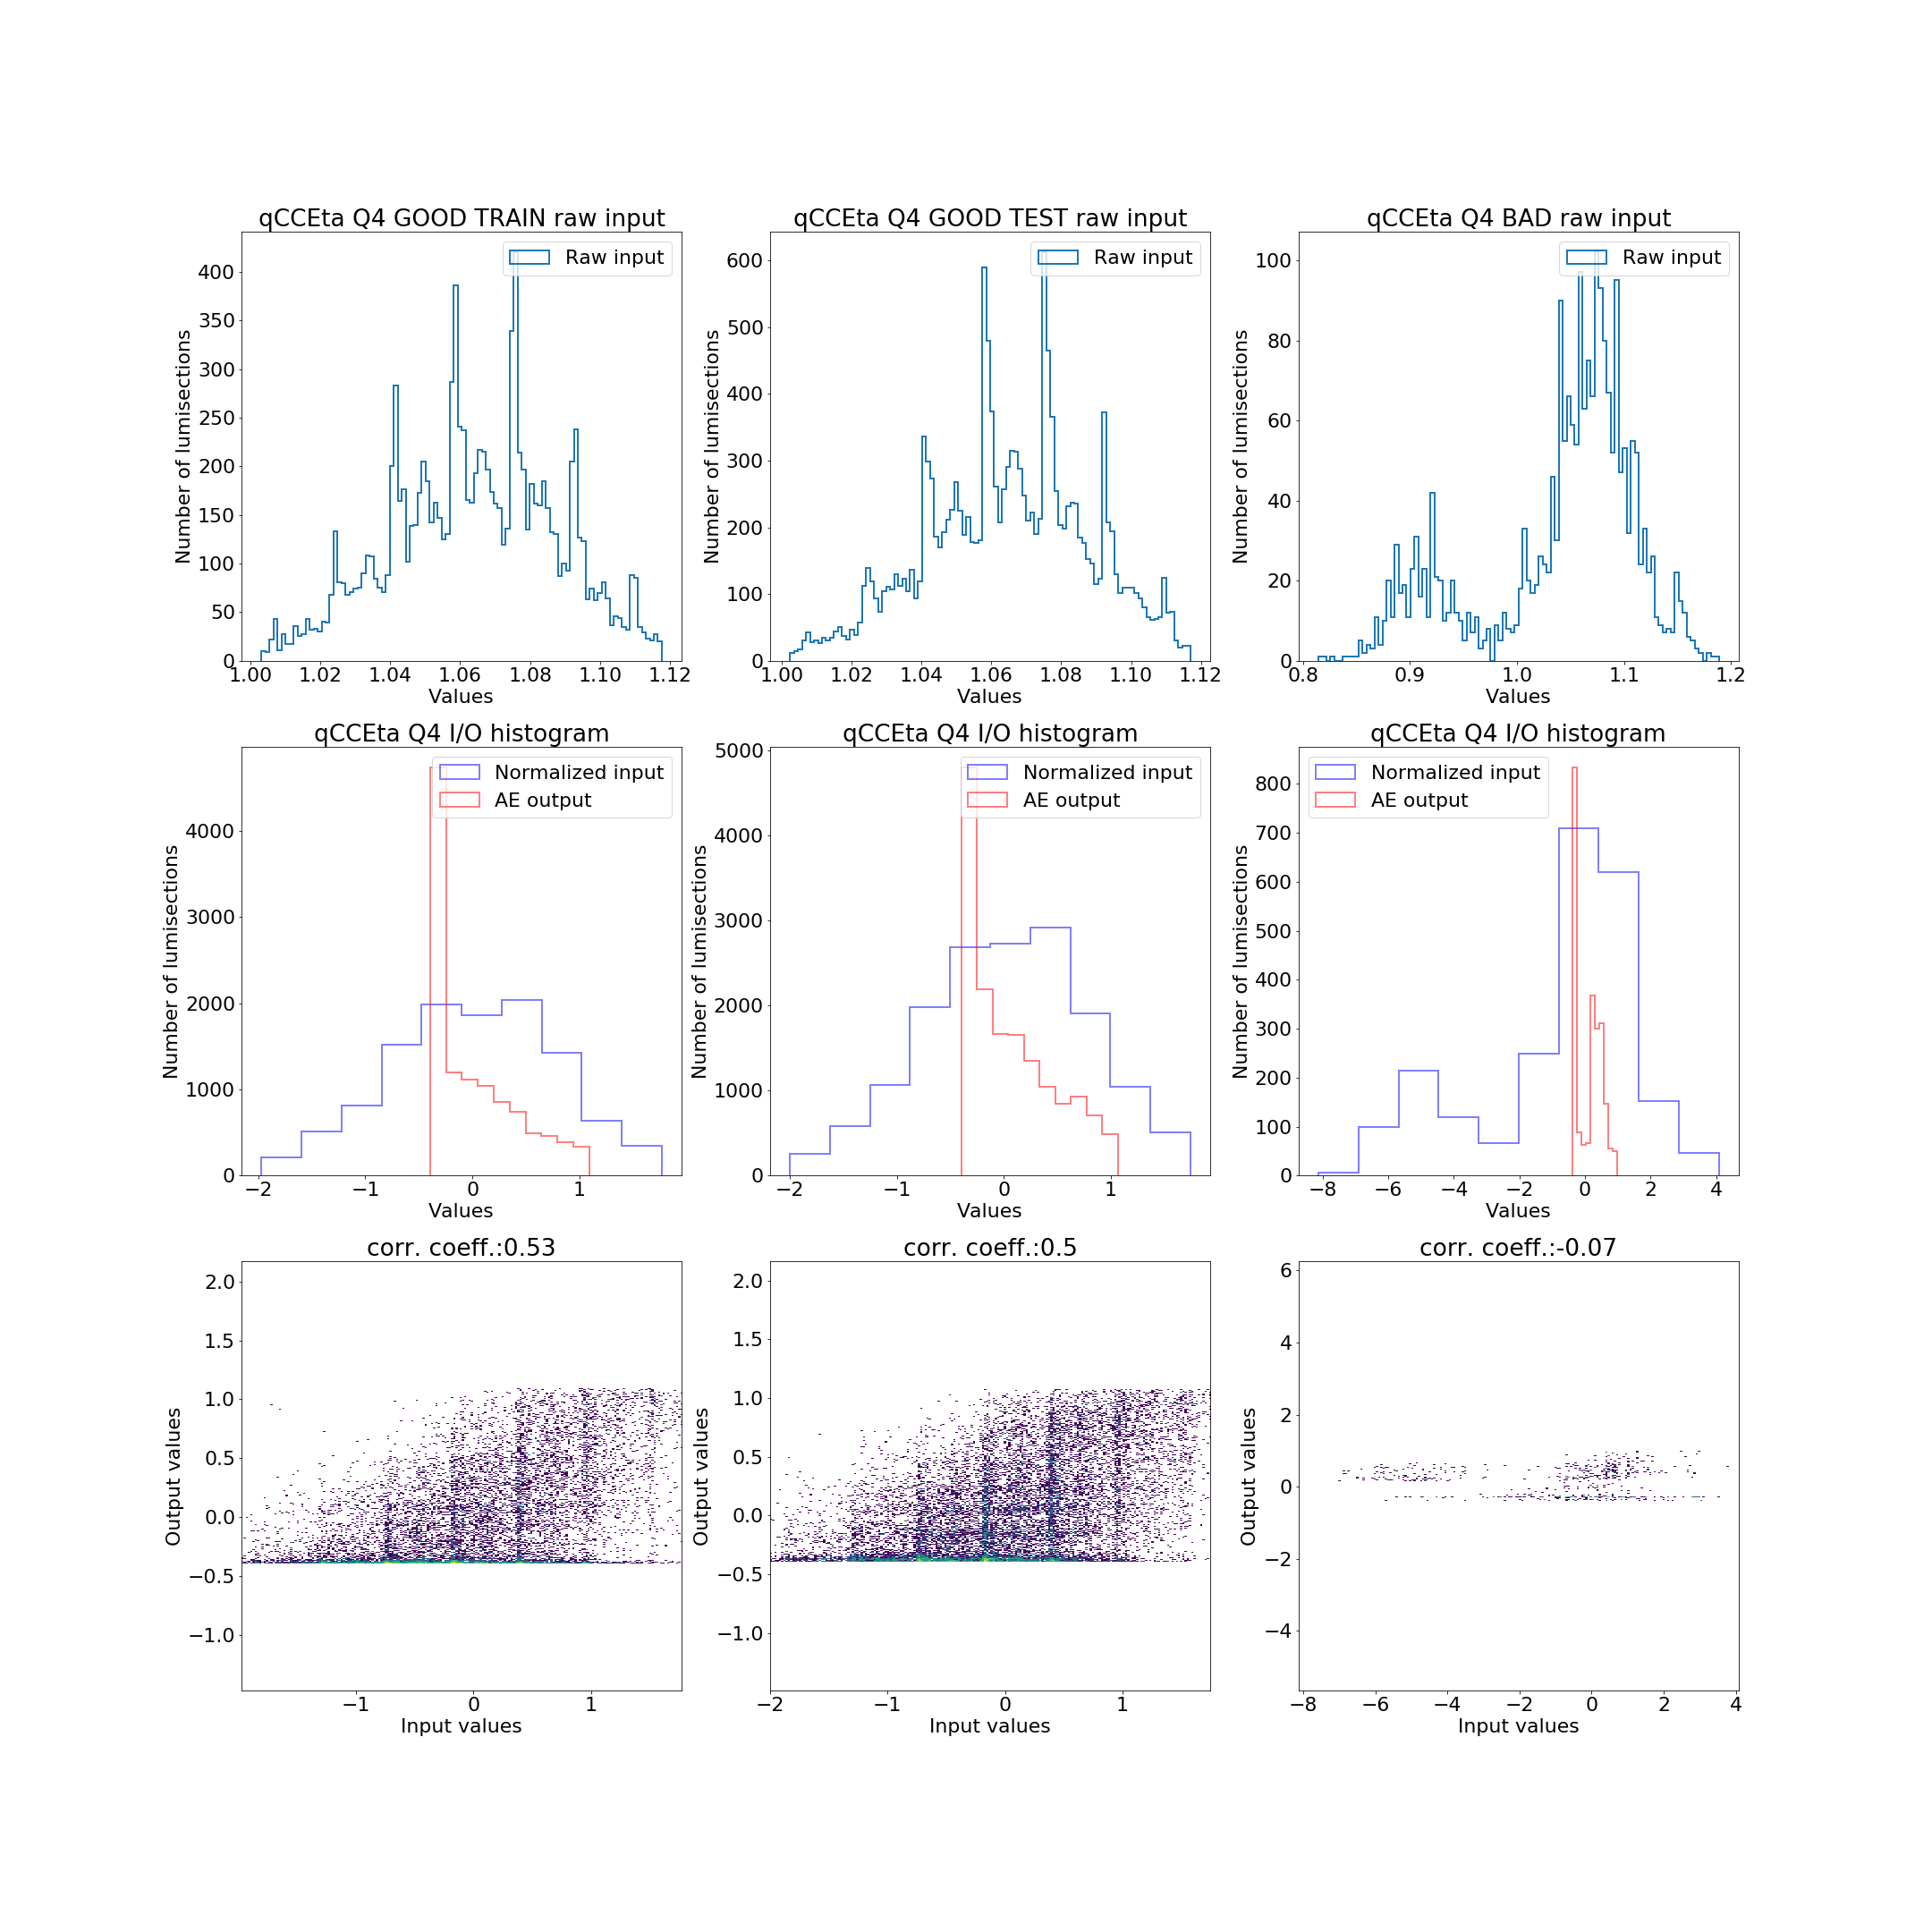 qCCEta Q4 GOOD TRAIN raw input
Raw input
Number of lumisections
400
350
300
250
200
150
100
50
0
1.00 1.02 1.04 1.06 1.08 1.10 1.12
Values
qCCEta Q4 GOOD TEST raw input
Raw input
Number of lumisections
600
500
400
300
200
100
0
1.00 1.02 1.04 1.06 1.08 1.10 1.12
Values
qCCEta Q4 BAD raw input
Raw input
Number of lumisections
100
80
60
40
20
0
0.8 0.9 1.0 1.1 1.2
Values
qCCEta Q4 I/O histogram
Normalized input
AE output
Number of lumisections
4000
3000
2000
1000
0
−2 −1 0 1
Values
qCCEta Q4 I/O histogram
Normalized input
AE output
Number of lumisections
5000
4000
3000
2000
1000
0
−2 −1 0 1
Values
qCCEta Q4 I/O histogram
Normalized input
AE output
Number of lumisections
800
700
600
500
400
300
200
100
0
−8 −6 −4 −2 0 2 4
Values
corr. coeff.:0.53
Output values
2.0
1.5
1.0
0.5
0.0
−0.5
−1.0
−1 0 1
Input values
corr. coeff.:0.5
Output values
2.0
1.5
1.0
0.5
0.0
−0.5
−1.0
−2 −1 0 1
Input values
corr. coeff.:-0.07
Output values
6
4
2
0
−2
−4
−8 −6 −4 −2 0 2 4
Input values